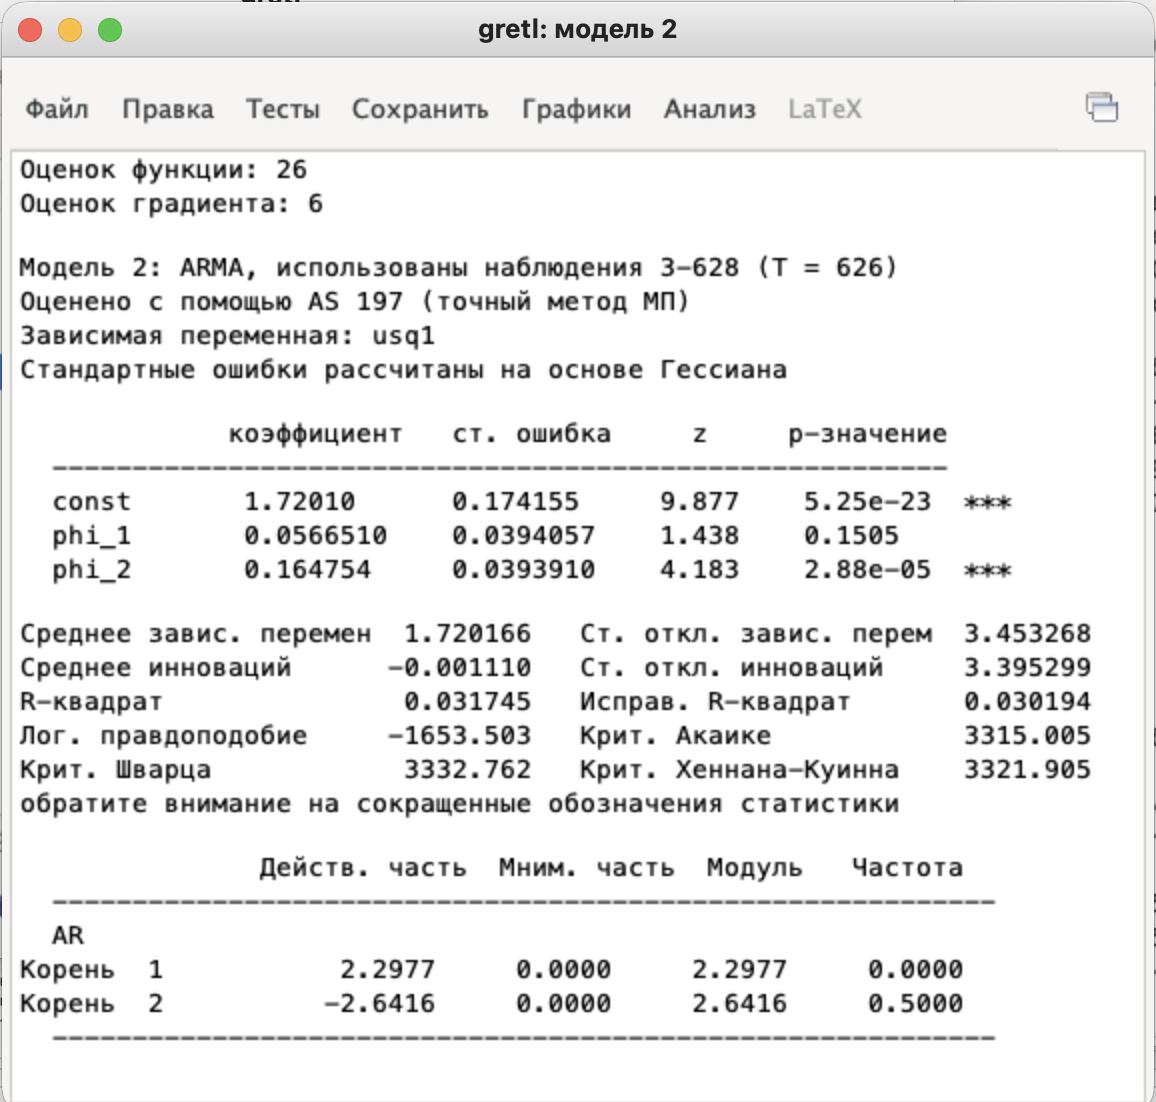 gretl: модель 2
Файл Правка Тесты Сохранить Графики Анализ LaTeX
Оценок функции: 26
Оценок градиента: 6
Модель 2: ARMA, использованы наблюдения 3-628 (T = 626)
Оценено с помощью AS 197 (точный метод МП)
Зависимая переменная: usq1
Стандартные ошибки рассчитаны на основе Гессиана
коэффициент ст. ошибка z p-значение
const 1.72010 0.174155 9.877 5.25e-23 ***
phi_1 0.0566510 0.0394057 1.438 0.1505
phi_2 0.164754 0.0393910 4.183 2.88e-05 ***
Среднее завис. перемен 1.720166 Ст. откл. завис. перем 3.453268
Среднее инноваций -0.001110 Ст. откл. инноваций 3.395299
R-квадрат 0.031745 Исправ. R-квадрат 0.030194
Лог. правдоподобие -1653.503 Крит. Акаике 3315.005
Крит. Шварца 3332.762 Крит. Хеннана-Куинна 3321.905
обратите внимание на сокращенные обозначения статистики
Действ. часть Мним. часть Модуль Частота
AR
Корень 1 2.2977 0.0000 2.2977 0.0000
Корень 2 -2.6416 0.0000 2.6416 0.5000